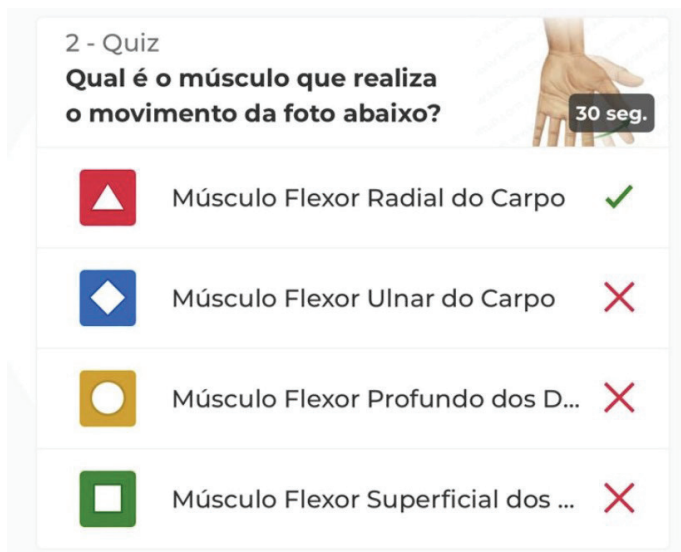 2 - Quiz
Qual é o músculo que realiza
o movimento da foto abaixo?
30 seg.
Músculo Flexor Radial do Carpo
Músculo Flexor Ulnar do Carpo
Músculo Flexor Profundo dos D...
Músculo Flexor Superficial dos ...